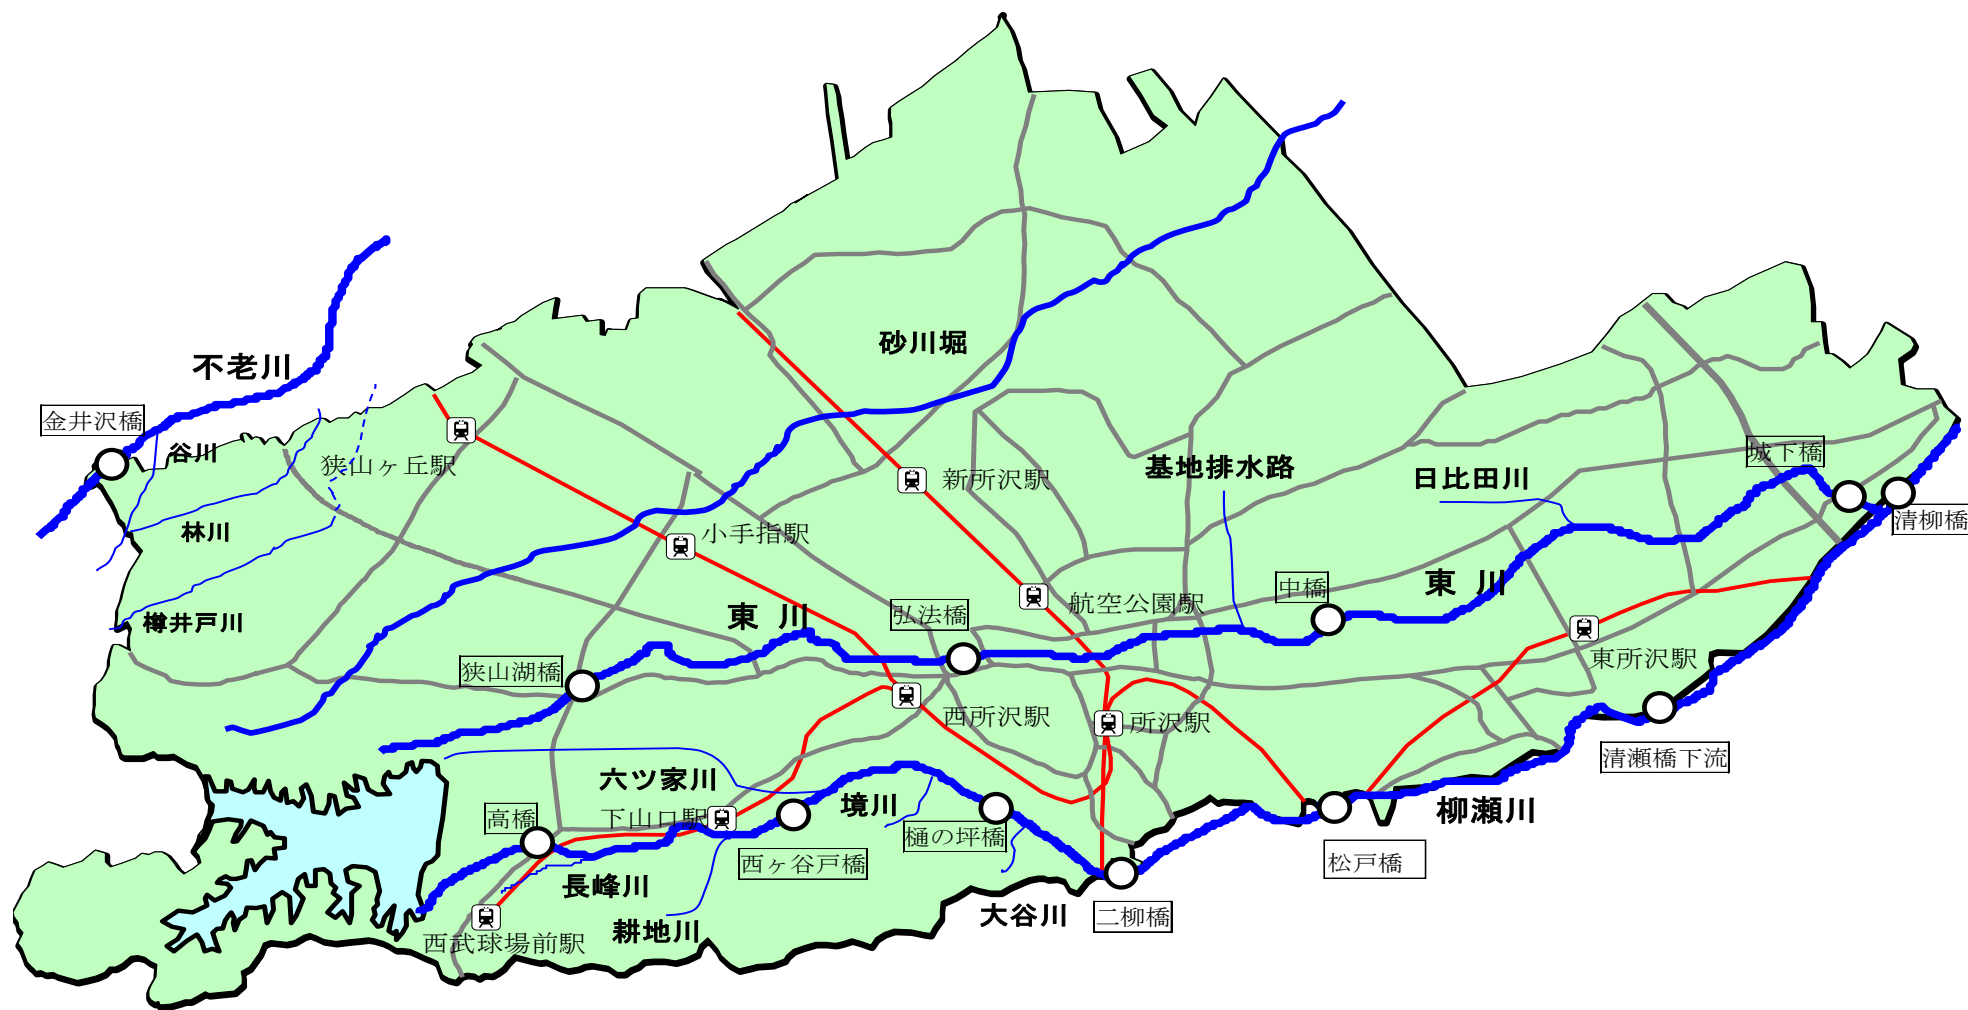 砂川堀
不老川
金井沢橋
谷川
狭山ヶ丘駅
新所沢駅
基地排水路
日比田川
城下橋
清柳橋
林川
小手指駅
樽井戸川
東 川
弘法橋
航空公園駅
中橋
東 川
狭山湖橋
東所沢駅
西所沢駅
所沢駅
清瀬橋下流
六ツ家川
境川
柳瀬川
高橋
下山口駅
樋の坪橋
西ヶ谷戸橋
松戸橋
長峰川
大谷川
二柳橋
耕地川
西武球場前駅